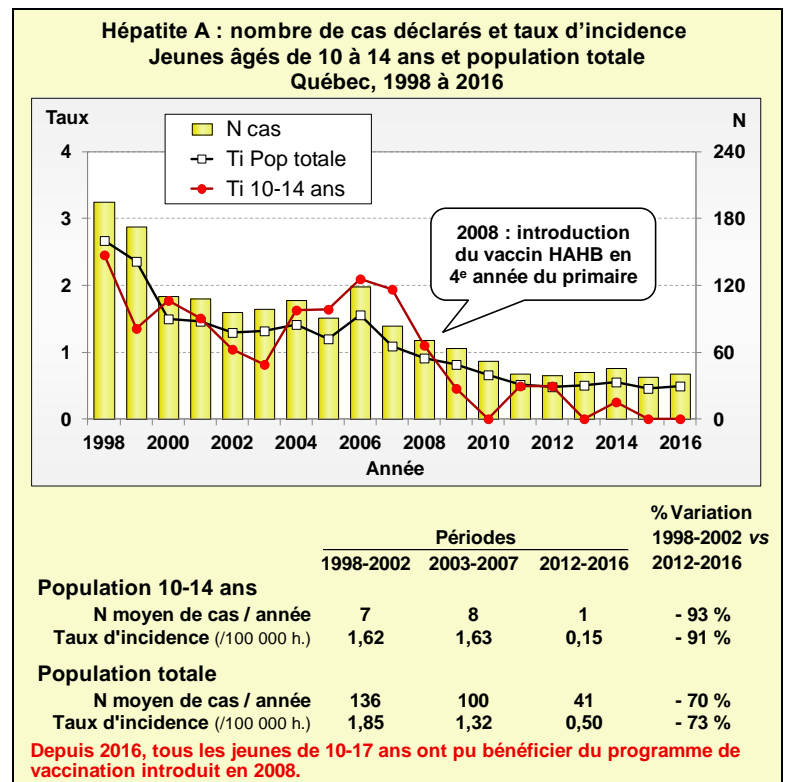 Hépatite A : nombre de cas déclarés et taux d’incidence
Jeunes âgés de 10 à 14 ans et population totale
Québec, 1998 à 2016
Taux
N
N cas
Ti Pop totale
Ti 10-14 ans
2008 : introduction
du vaccin HAHB en
4e année du primaire
4
3
2
1
0
240
180
120
60
0
1998 2000 2002 2004 2006 2008 2010 2012 2014 2016
Année
% Variation
Périodes 1998-2002 vs
1998-2002 2003-2007 2012-2016 2012-2016
Population 10-14 ans
N moyen de cas / année 7 8 1 - 93 %
Taux d'incidence (/100 000 h.) 1,62 1,63 0,15 - 91 %
Population totale
N moyen de cas / année 136 100 41 - 70 %
Taux d'incidence (/100 000 h.) 1,85 1,32 0,50 - 73 %
Depuis 2016, tous les jeunes de 10-17 ans ont pu bénéficier du programme de
vaccination introduit en 2008.